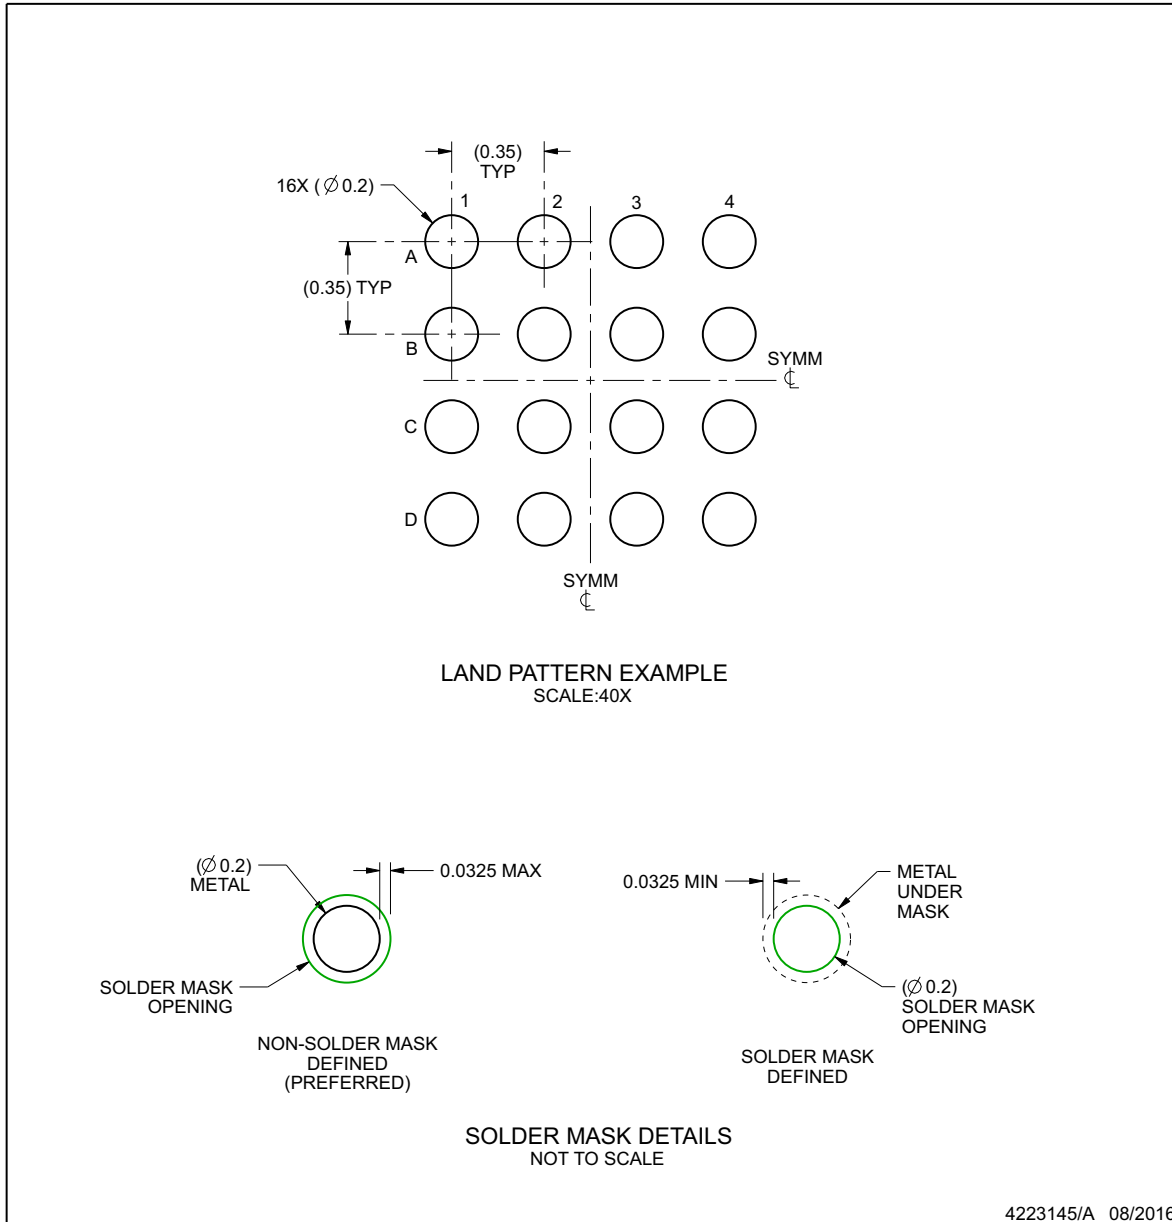 (0.35)
TYP
16X (∅0.2)
1
2
3
4
A
(0.35) TYP
B
SYMM
℄
C
D
SYMM
℄
LAND PATTERN EXAMPLE
SCALE:40X
(∅0.2)
METAL
0.0325 MAX
SOLDER MASK
OPENING
NON-SOLDER MASK
DEFINED
(PREFERRED)
0.0325 MIN
METAL
UNDER
MASK
(∅0.2)
SOLDER MASK
OPENING
SOLDER MASK
DEFINED
SOLDER MASK DETAILS
NOT TO SCALE
4223145/A 08/2016